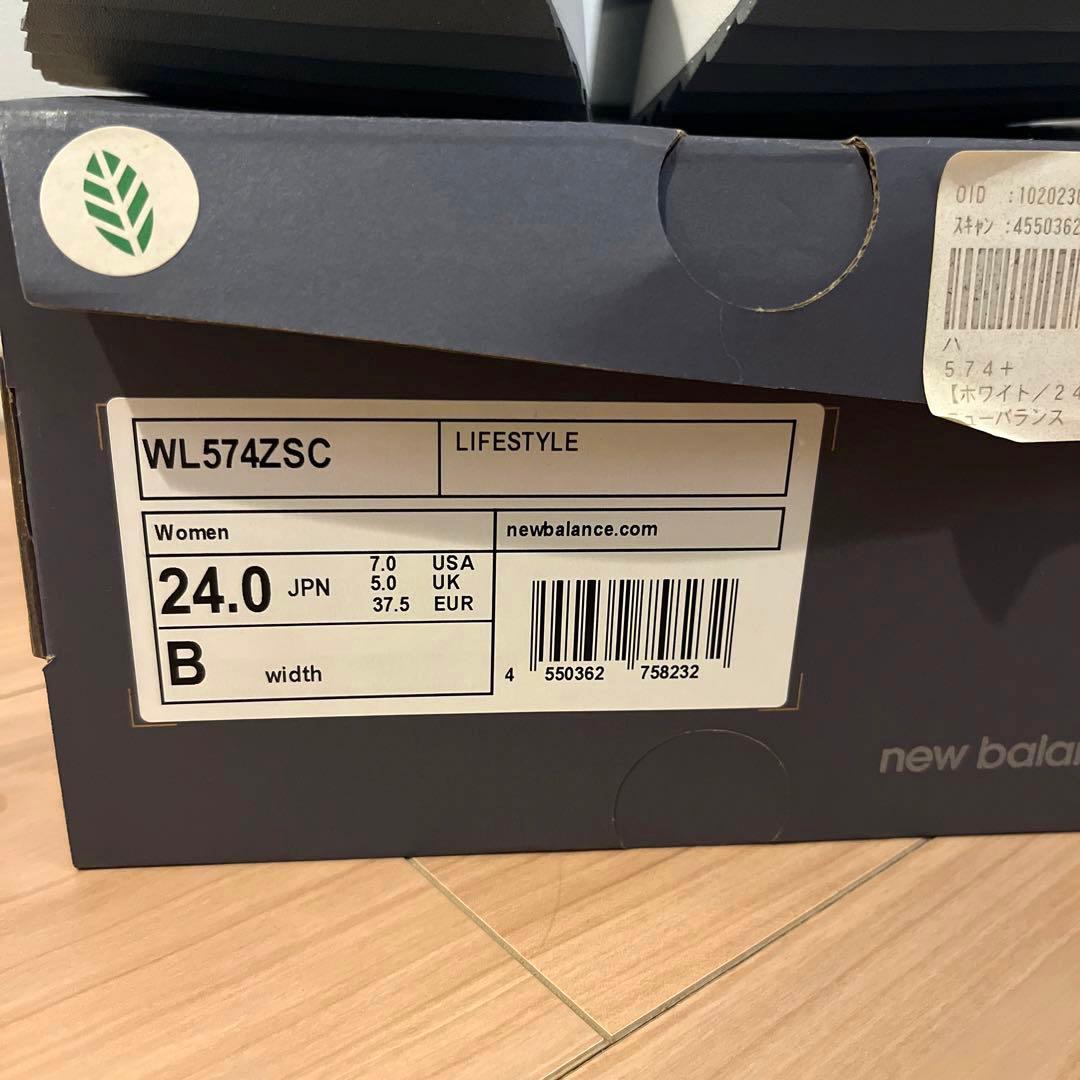 OID :102023
スキャン :4550362
ハ
574+
【ホワイト/24
ニューバランス
WL574ZSC
LIFESTYLE
Women
newbalance.com
24.0 JPN
7.0 USA
5.0 UK
37.5 EUR
B width
4 550362 758232
new balan